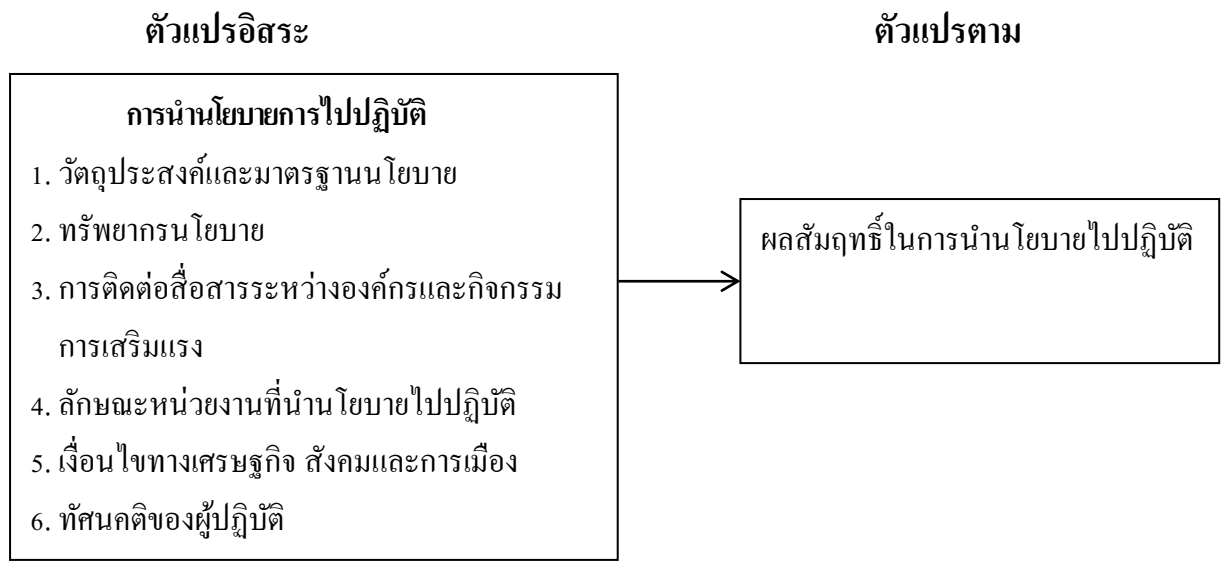 ตัวแปรอิสระ
ตัวแปรตาม
การนำนโยบายการไปปฏิบัติ
1. วัตถุประสงค์และมาตรฐานนโยบาย
2. ทรัพยากรนโยบาย
3. การติดต่อสื่อสารระหว่างองค์กรและกิจกรรม
การเสริมแรง
4. ลักษณะหน่วยงานที่นำนโยบายไปปฏิบัติ
5. เงื่อนไขทางเศรษฐกิจ สังคมและการเมือง
6. ทัศนคติของผู้ปฏิบัติ
ผลสัมฤทธิ์ในการนำนโยบายไปปฏิบัติ